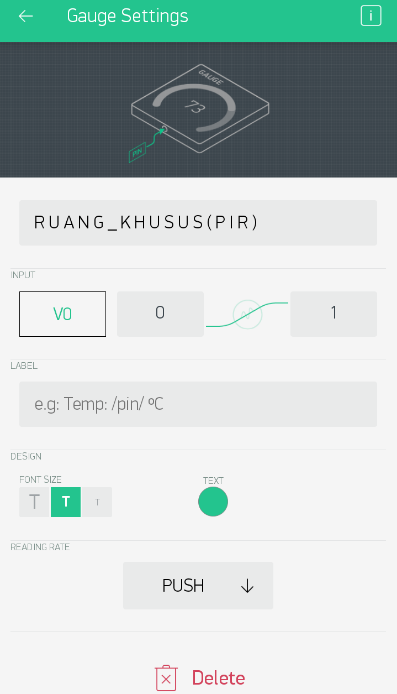 Gauge Settings
i
GAUGE
73
PIN
RUANG_KHUSUS(PIR)
INPUT
V0 0 1
LABEL
e.g: Temp: /pin/ ºC
DESIGN
FONT SIZE TEXT
T T T
READING RATE
PUSH
Delete